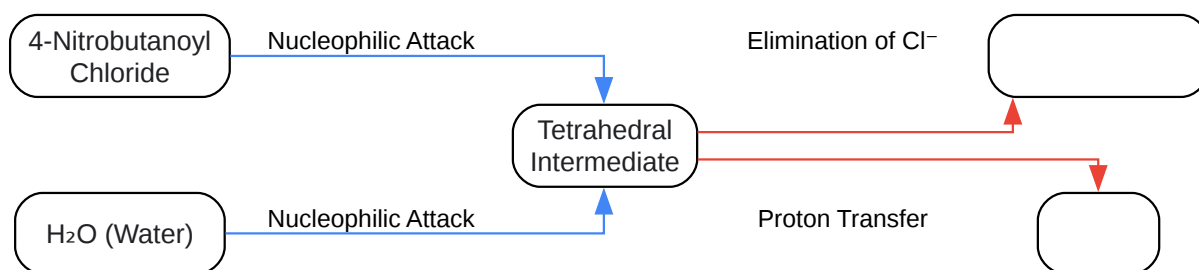 4-Nitrobutanoyl
Chloride
Nucleophilic Attack
Elimination of Cl⁻
Tetrahedral
Intermediate
H₂O (Water)
Nucleophilic Attack
Proton Transfer